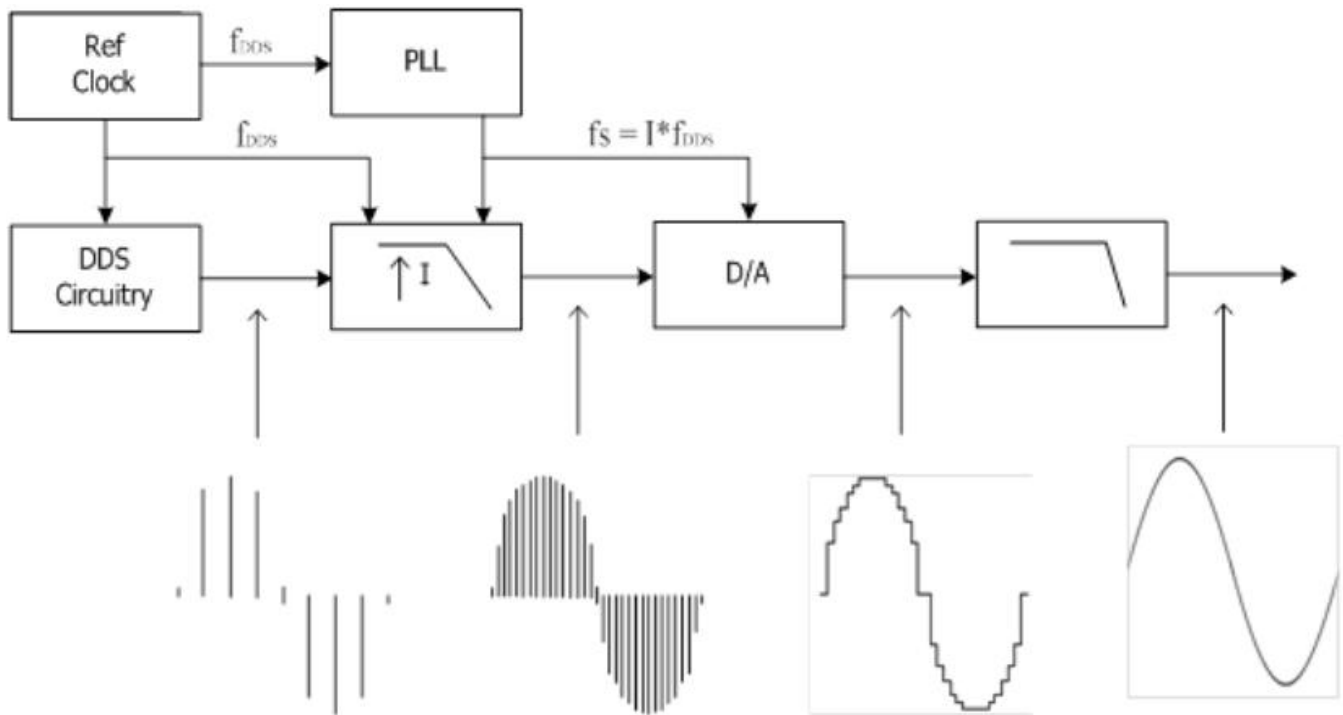 Ref
Clock
fDDS
PLL
fDDS
fs = I*fDDS
DDS
Circuitry
I
D/A